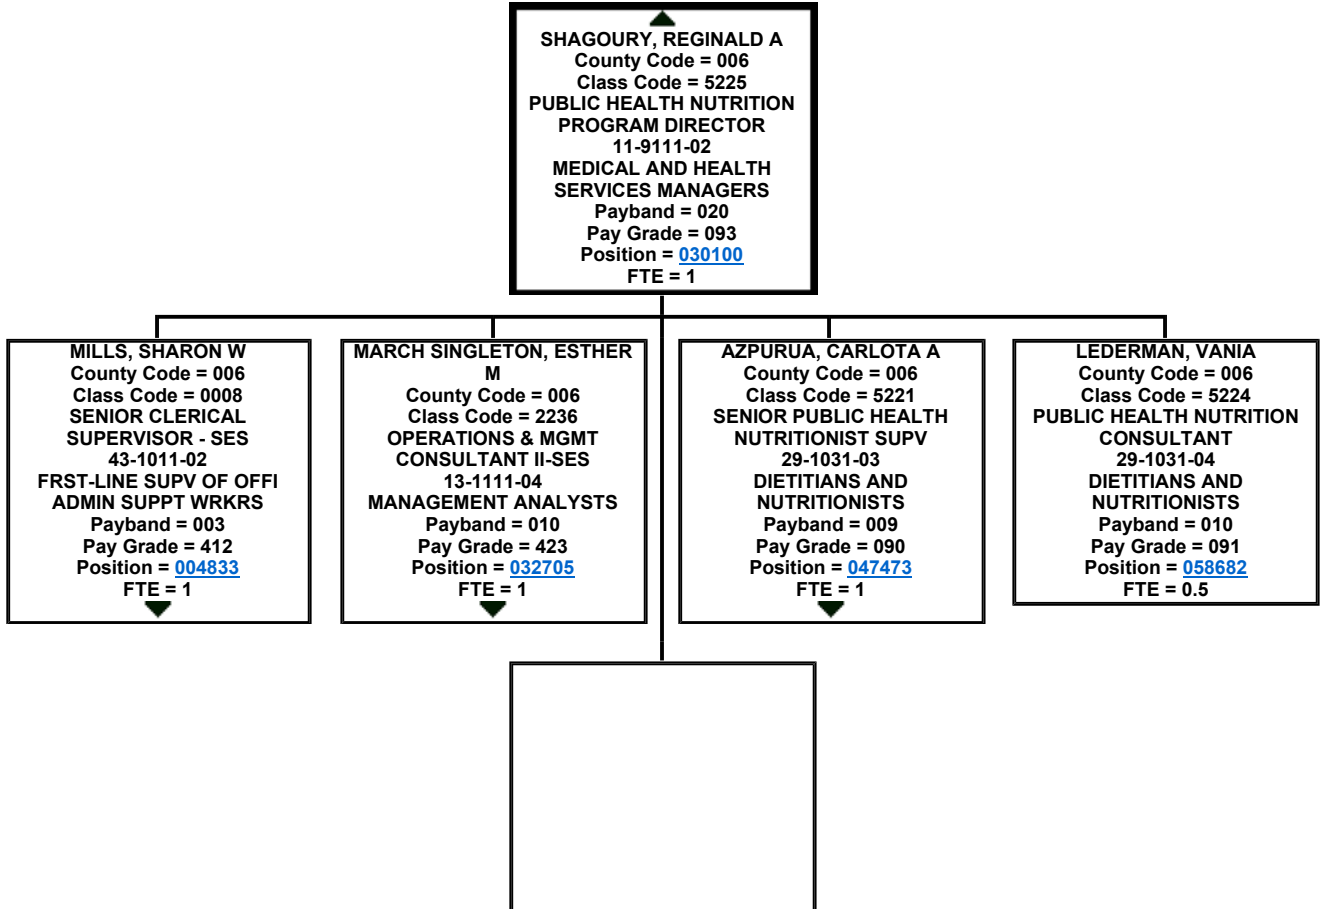 SHAGOURY, REGINALD A
County Code = 006
Class Code = 5225
PUBLIC HEALTH NUTRITION
PROGRAM DIRECTOR
11-9111-02
MEDICAL AND HEALTH
SERVICES MANAGERS
Payband = 020
Pay Grade = 093
Position = 030100
FTE = 1
MILLS, SHARON W
County Code = 006
Class Code = 0008
SENIOR CLERICAL
SUPERVISOR - SES
43-1011-02
FRST-LINE SUPV OF OFFI
ADMIN SUPPT WRKRS
Payband = 003
Pay Grade = 412
Position = 004833
FTE = 1
MARCH SINGLETON, ESTHER
M
County Code = 006
Class Code = 2236
OPERATIONS & MGMT
CONSULTANT II-SES
13-1111-04
MANAGEMENT ANALYSTS
Payband = 010
Pay Grade = 423
Position = 032705
FTE = 1
AZPURUA, CARLOTA A
County Code = 006
Class Code = 5221
SENIOR PUBLIC HEALTH
NUTRITIONIST SUPV
29-1031-03
DIETITIANS AND
NUTRITIONISTS
Payband = 009
Pay Grade = 090
Position = 047473
FTE = 1
LEDERMAN, VANIA
County Code = 006
Class Code = 5224
PUBLIC HEALTH NUTRITION
CONSULTANT
29-1031-04
DIETITIANS AND
NUTRITIONISTS
Payband = 010
Pay Grade = 091
Position = 058682
FTE = 0.5